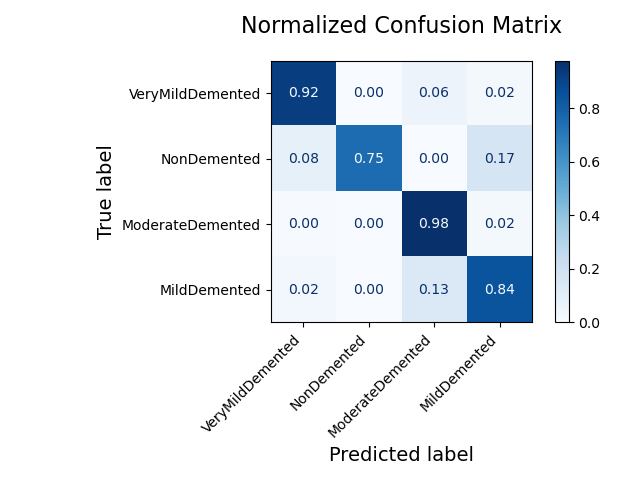 Normalized Confusion Matrix
True label
VeryMildDemented 0.92 0.00 0.06 0.02
NonDemented 0.08 0.75 0.00 0.17
ModerateDemented 0.00 0.00 0.98 0.02
MildDemented 0.02 0.00 0.13 0.84
VeryMildDemented NonDemented ModerateDemented MildDemented
Predicted label
0.8
0.6
0.4
0.2
0.0